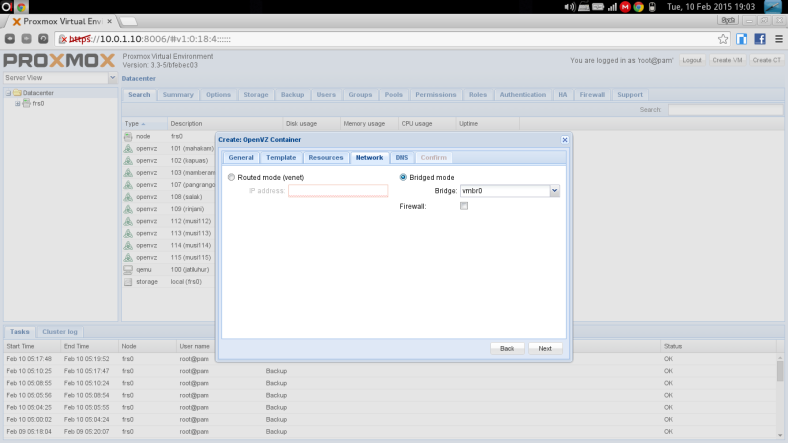 Tue, 10 Feb 2015 19:03
Proxmox Virtual Envi
https://10.0.1.10:8006/#v1:0:18:4::::::
PROXMOX
Proxmox Virtual Environment
Version: 3.3-5/bfebec03
You are logged in as 'root@pam'
Logout
Create VM
Create CT
Server View
Datacenter
Datacenter
frs0
Search Summary Options Storage Backup Users Groups Pools Permissions Roles Authentication HA Firewall Support
Search:
Type Description Disk usage Memory usage CPU usage Uptime
node frs0
openvz 101 (mahakam)
openvz 102 (kapuas)
openvz 103 (namberam
openvz 107 (pangrango
openvz 108 (salak)
openvz 109 (rinjani)
openvz 112 (musi112)
openvz 113 (musi113)
openvz 114 (musi114)
openvz 115 (musi115)
qemu 100 (jatiluhur)
storage local (frs0)
Create: OpenVZ Container
General Template Resources Network DNS Confirm
Routed mode (venet)
IP address:
Bridged mode
Bridge: vmbr0
Firewall:
Back Next
Tasks Cluster log
Start Time End Time Node User name Status
Feb 10 05:17:48 Feb 10 05:19:52 frs0 root@pam OK
Feb 10 05:10:25 Feb 10 05:17:47 frs0 root@pam Backup OK
Feb 10 05:08:55 Feb 10 05:10:24 frs0 root@pam Backup OK
Feb 10 05:05:56 Feb 10 05:08:54 frs0 root@pam Backup OK
Feb 10 05:04:25 Feb 10 05:05:55 frs0 root@pam Backup OK
Feb 10 05:00:02 Feb 10 05:04:24 frs0 root@pam Backup OK
Feb 09 05:18:04 Feb 09 05:20:07 frs0 root@pam Backup OK